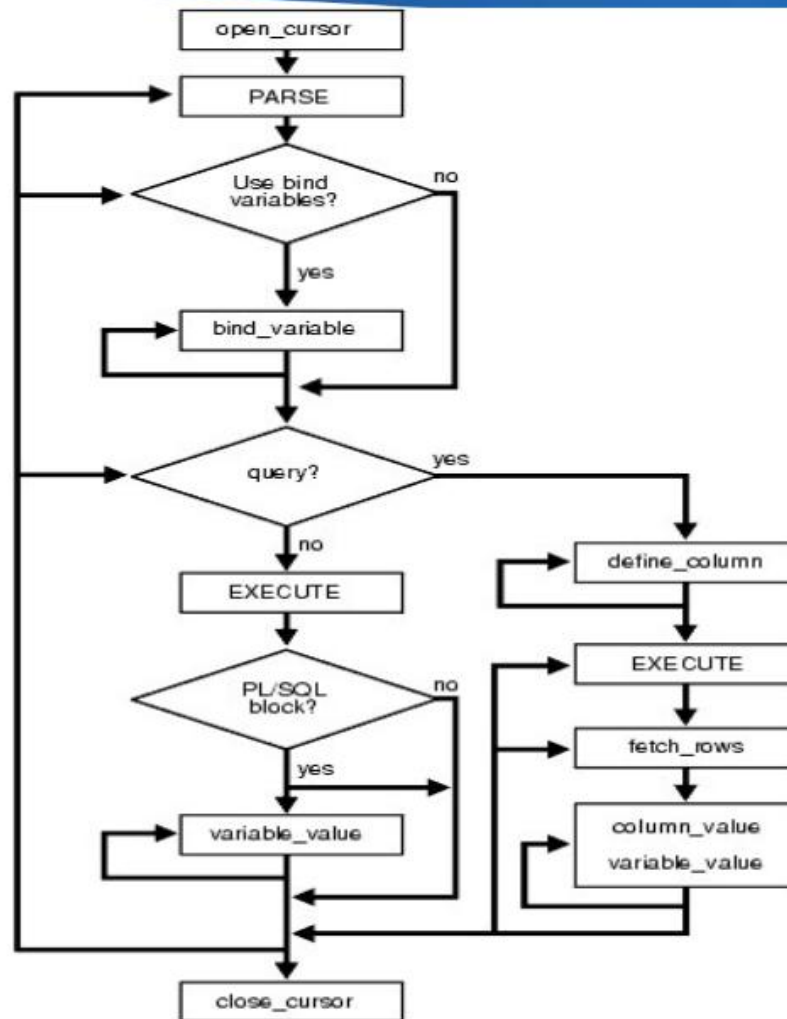 open_cursor
PARSE
Use bind
variables?
no
yes
bind_variable
query?
yes
no
define_column
EXECUTE
EXECUTE
PL/SQL
block?
no
fetch_rows
yes
variable_value
column_value
variable_value
close_cursor